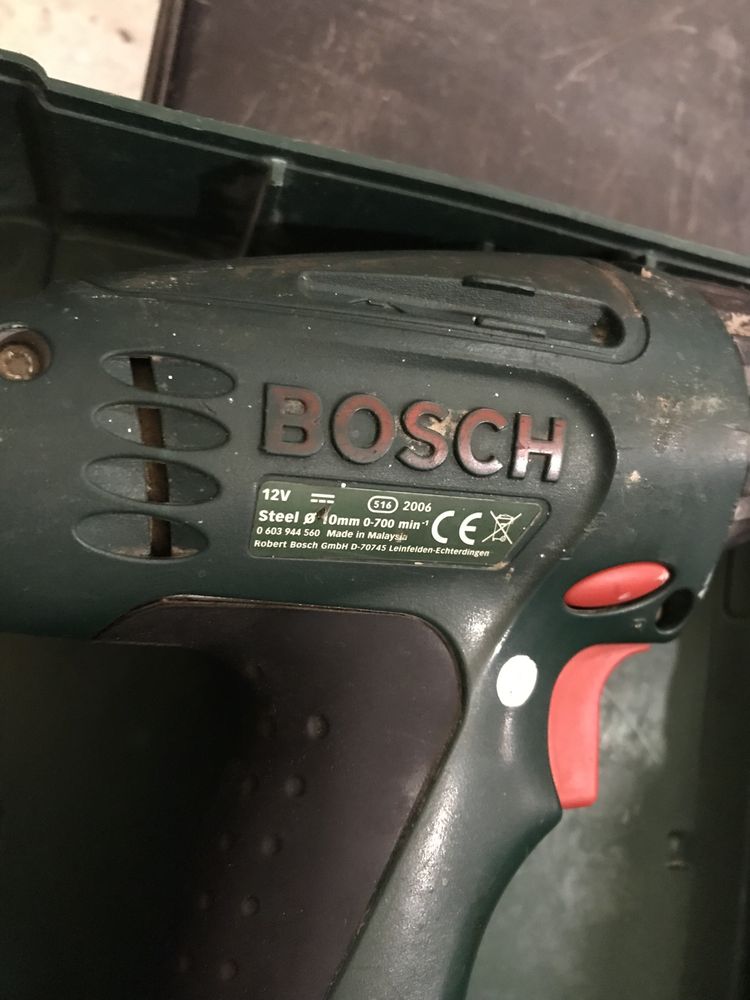 BOSCH
12V 516 2006
Steel Ø 10mm 0-700 min⁻¹
0 603 944 560 Made in Malaysia
Robert Bosch GmbH D-70745 Leinfelden-Echterdingen
CE